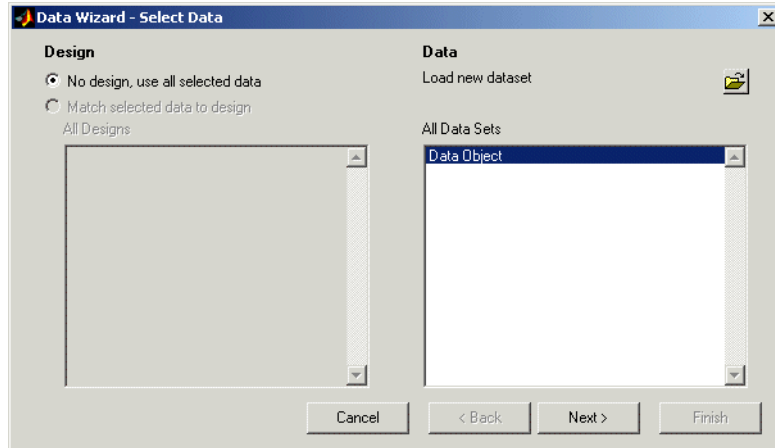 Data Wizard - Select Data
Design
No design, use all selected data
Match selected data to design
All Designs
Data
Load new dataset
All Data Sets
Data Object
Cancel
< Back
Next >
Finish